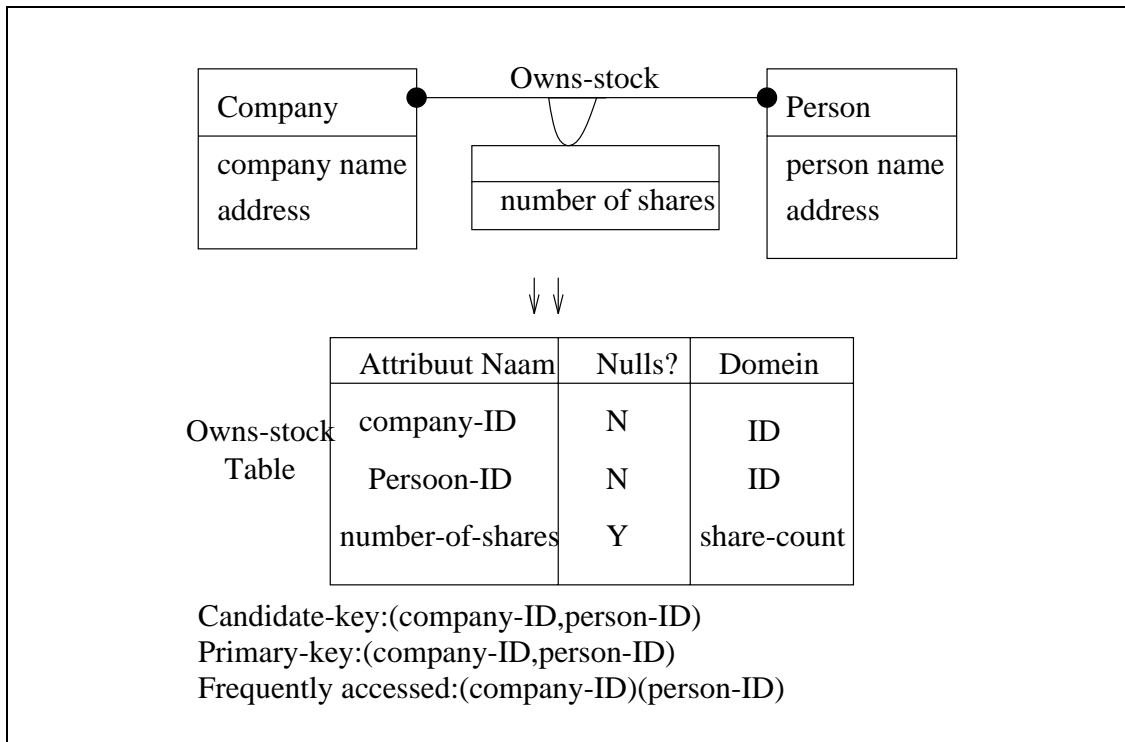 Owns-stock
Company
Person
company name
address
number of shares
person name
address
Attribuut Naam Nulls? Domein
Owns-stock
Table
company-ID N ID
Persoon-ID N ID
number-of-shares Y share-count
Candidate-key:(company-ID,person-ID)
Primary-key:(company-ID,person-ID)
Frequently accessed:(company-ID)(person-ID)